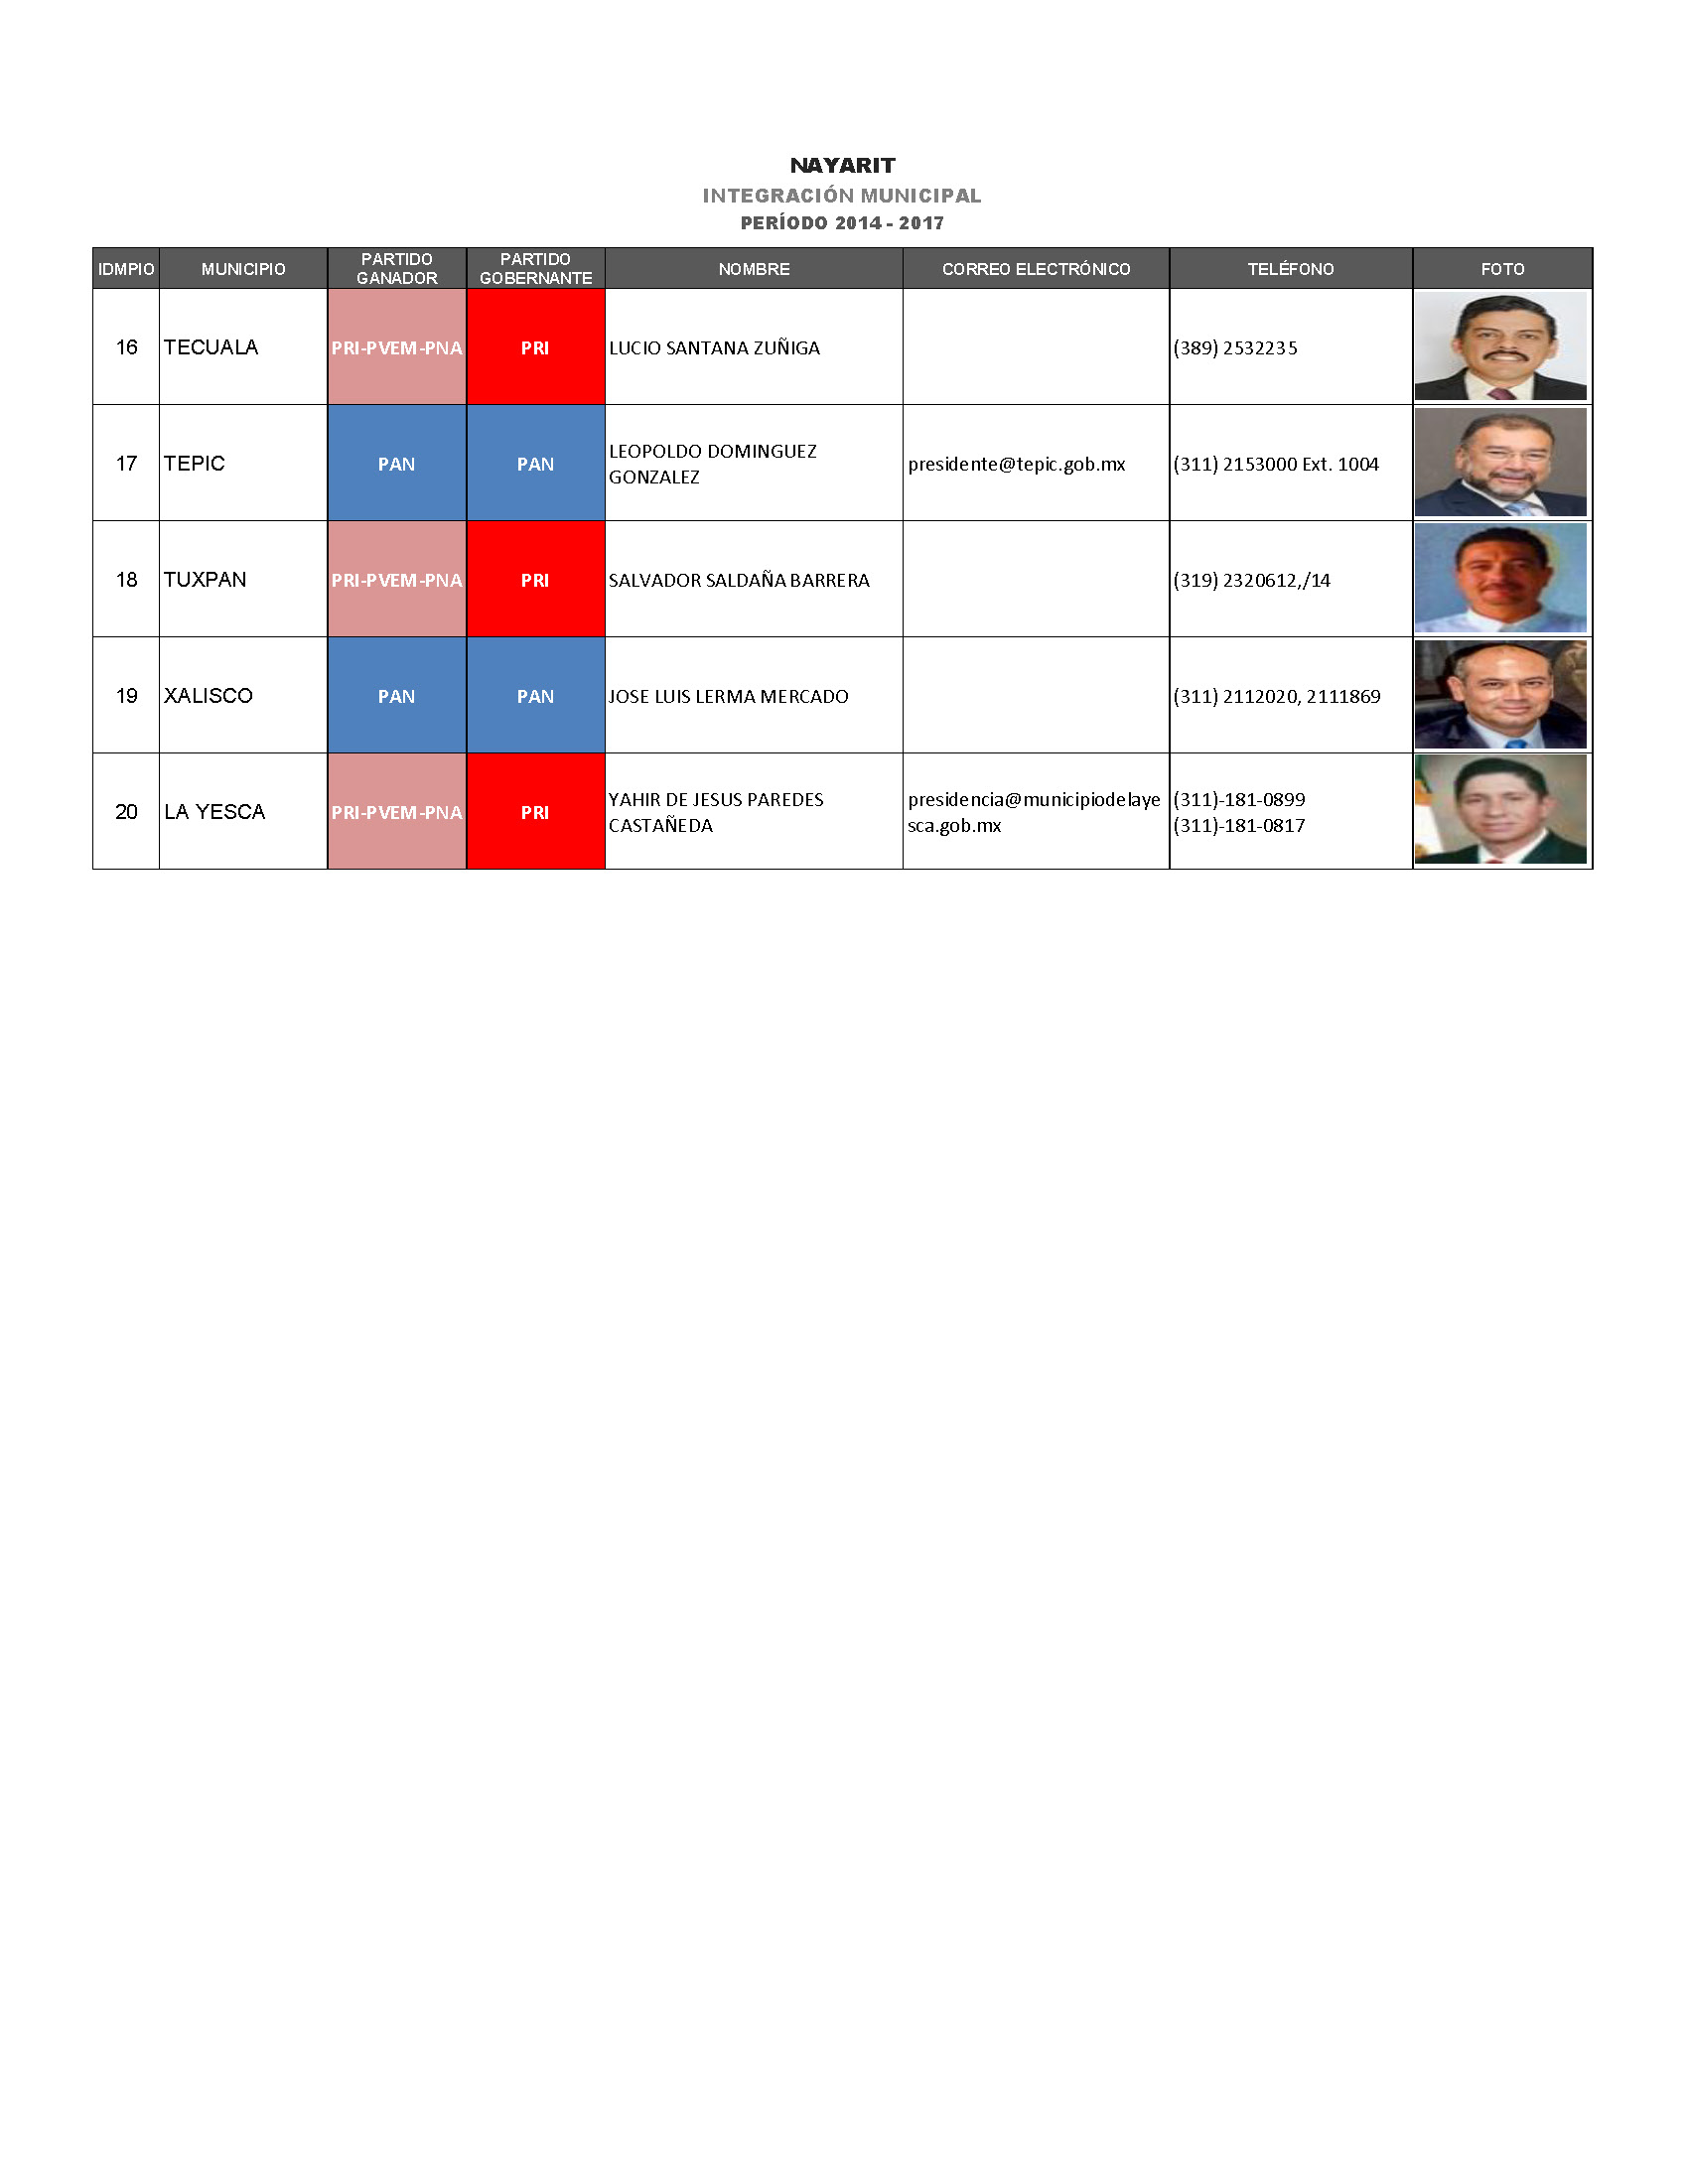 NAYARIT
INTEGRACIÓN MUNICIPAL
PERÍODO 2014 - 2017
IDMPIO MUNICIPIO PARTIDO GANADOR PARTIDO GOBERNANTE NOMBRE CORREO ELECTRÓNICO TELÉFONO FOTO
16 TECUALA PRI-PVEM-PNA PRI LUCIO SANTANA ZUÑIGA (389) 2532235
17 TEPIC PAN PAN LEOPOLDO DOMINGUEZ GONZALEZ presidente@tepic.gob.mx (311) 2153000 Ext. 1004
18 TUXPAN PRI-PVEM-PNA PRI SALVADOR SALDAÑA BARRERA (319) 2320612,/14
19 XALISCO PAN PAN JOSE LUIS LERMA MERCADO (311) 2112020, 2111869
20 LA YESCA PRI-PVEM-PNA PRI YAHIR DE JESUS PAREDES CASTAÑEDA presidencia@municipiodelayesca.gob.mx (311)-181-0899 (311)-181-0817